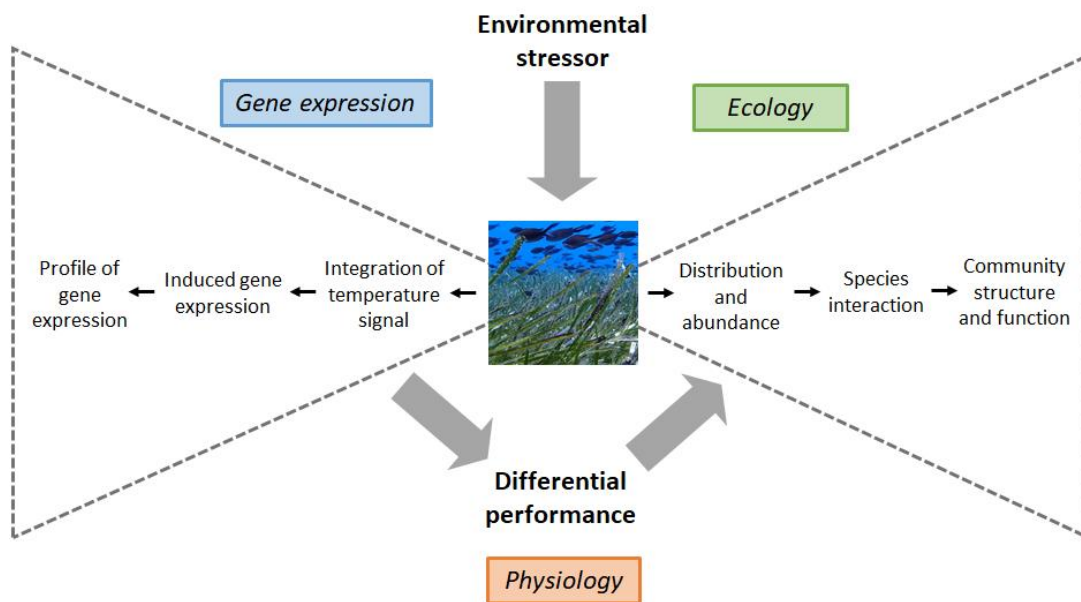 Environmental
stressor
Gene expression
Ecology
Profile of
gene
expression
Induced gene
expression
Integration of
temperature
signal
Distribution
and
abundance
Species
interaction
Community
structure
and function
Differential
performance
Physiology